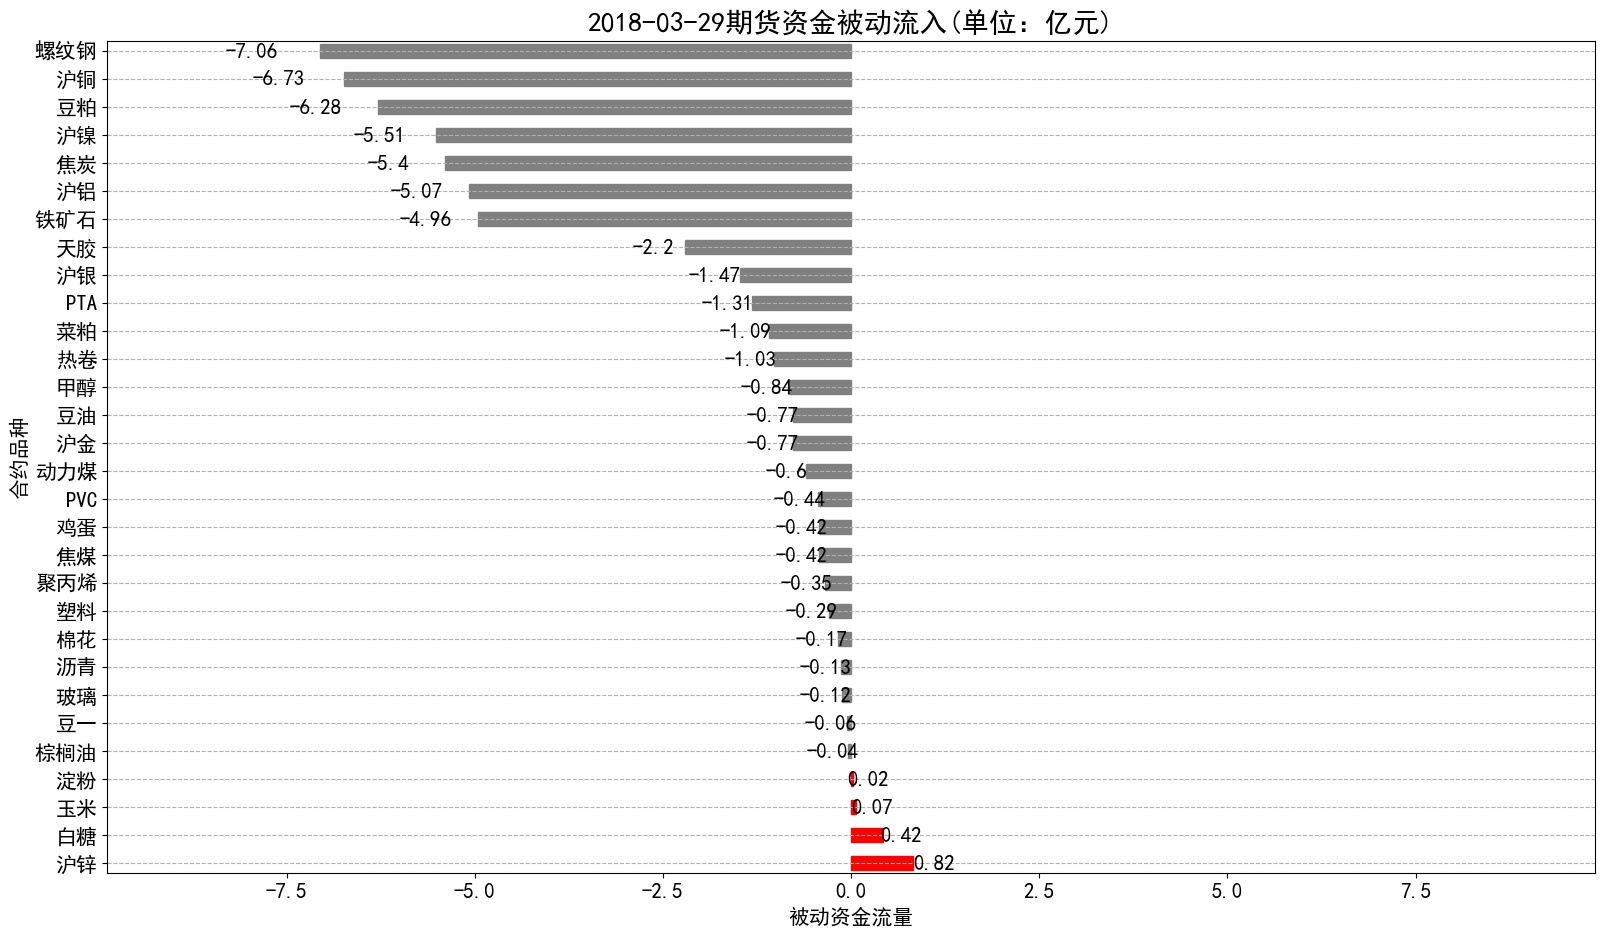 2018-03-29期货资金被动流入(单位：亿元)
螺纹钢 -7.06
沪铜 -6.73
豆粕 -6.28
沪镍 -5.51
焦炭 -5.4
沪铝 -5.07
铁矿石 -4.96
天胶 -2.2
沪银 -1.47
PTA -1.31
菜粕 -1.09
热卷 -1.03
甲醇 -0.84
豆油 -0.77
沪金 -0.77
动力煤 -0.6
PVC -0.44
鸡蛋 -0.42
焦煤 -0.42
聚丙烯 -0.35
塑料 -0.29
棉花 -0.17
沥青 -0.13
玻璃 -0.12
豆一 -0.06
棕榈油 -0.04
淀粉 0.02
玉米 0.07
白糖 0.42
沪锌 0.82
合约品种
-7.5 -5.0 -2.5 0.0 2.5 5.0 7.5
被动资金流量